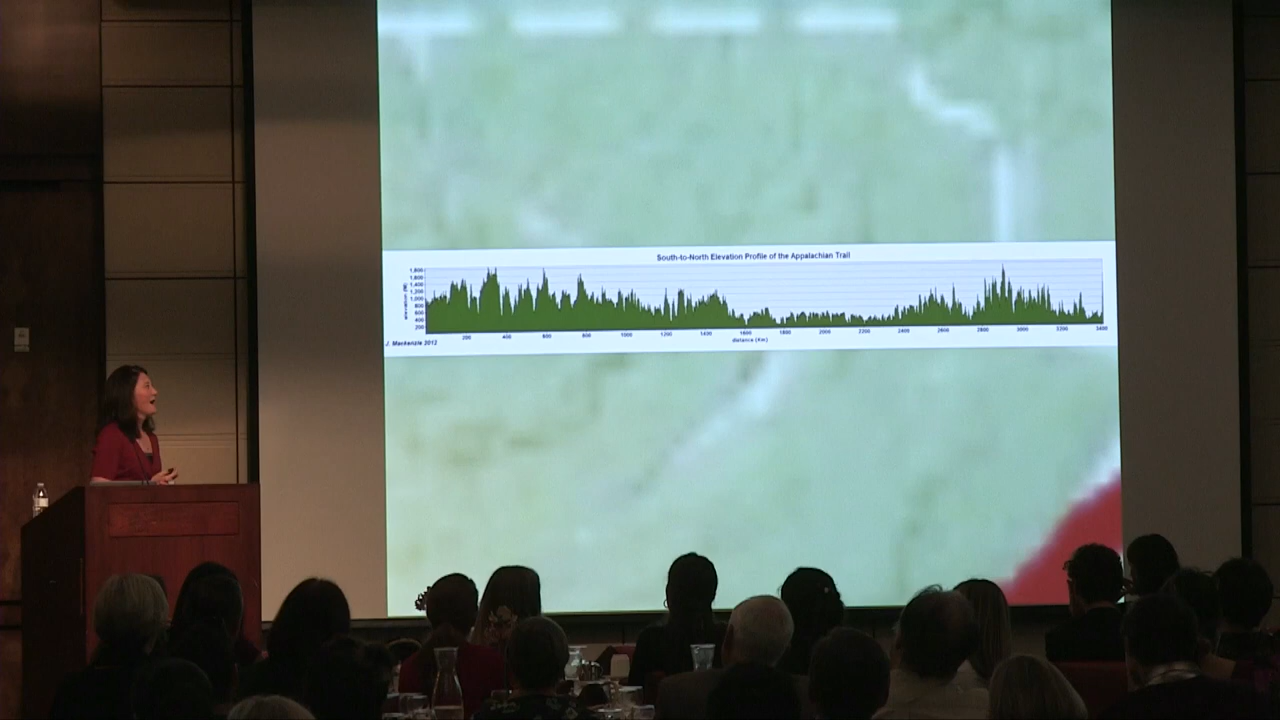 South-to-North Elevation Profile of the Appalachian Trail
1,800
1,600
1,400
1,200
1,000
800
600
400
200
elevation (M)
200 400 600 800 1000 1200 1400 1600 1800 2000 2200 2400 2600 2800 3000 3200 3400
distance (Km)
J. MacKenzie 2012